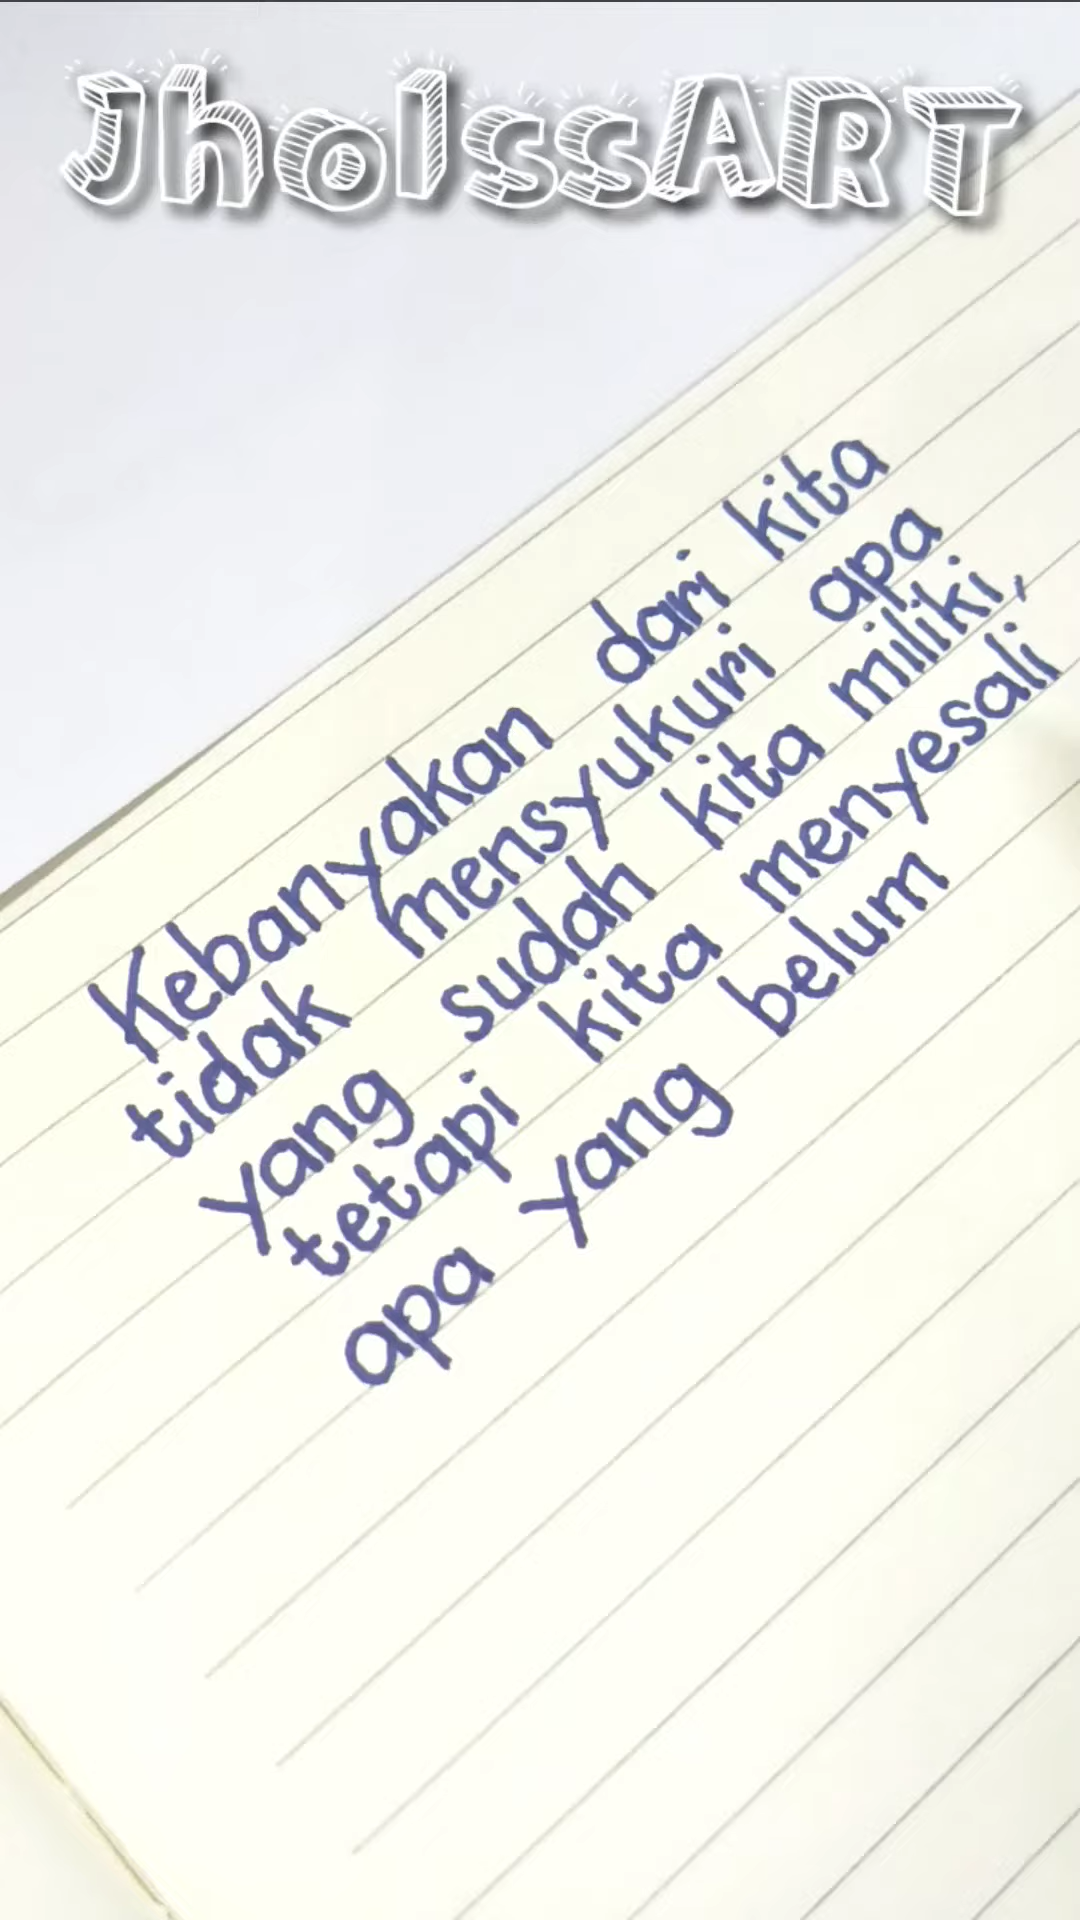 JholssART
Kebanyakan dari kita
tidak mensyukuri apa
yang sudah kita miliki,
tetapi kita menyesali
apa yang belum